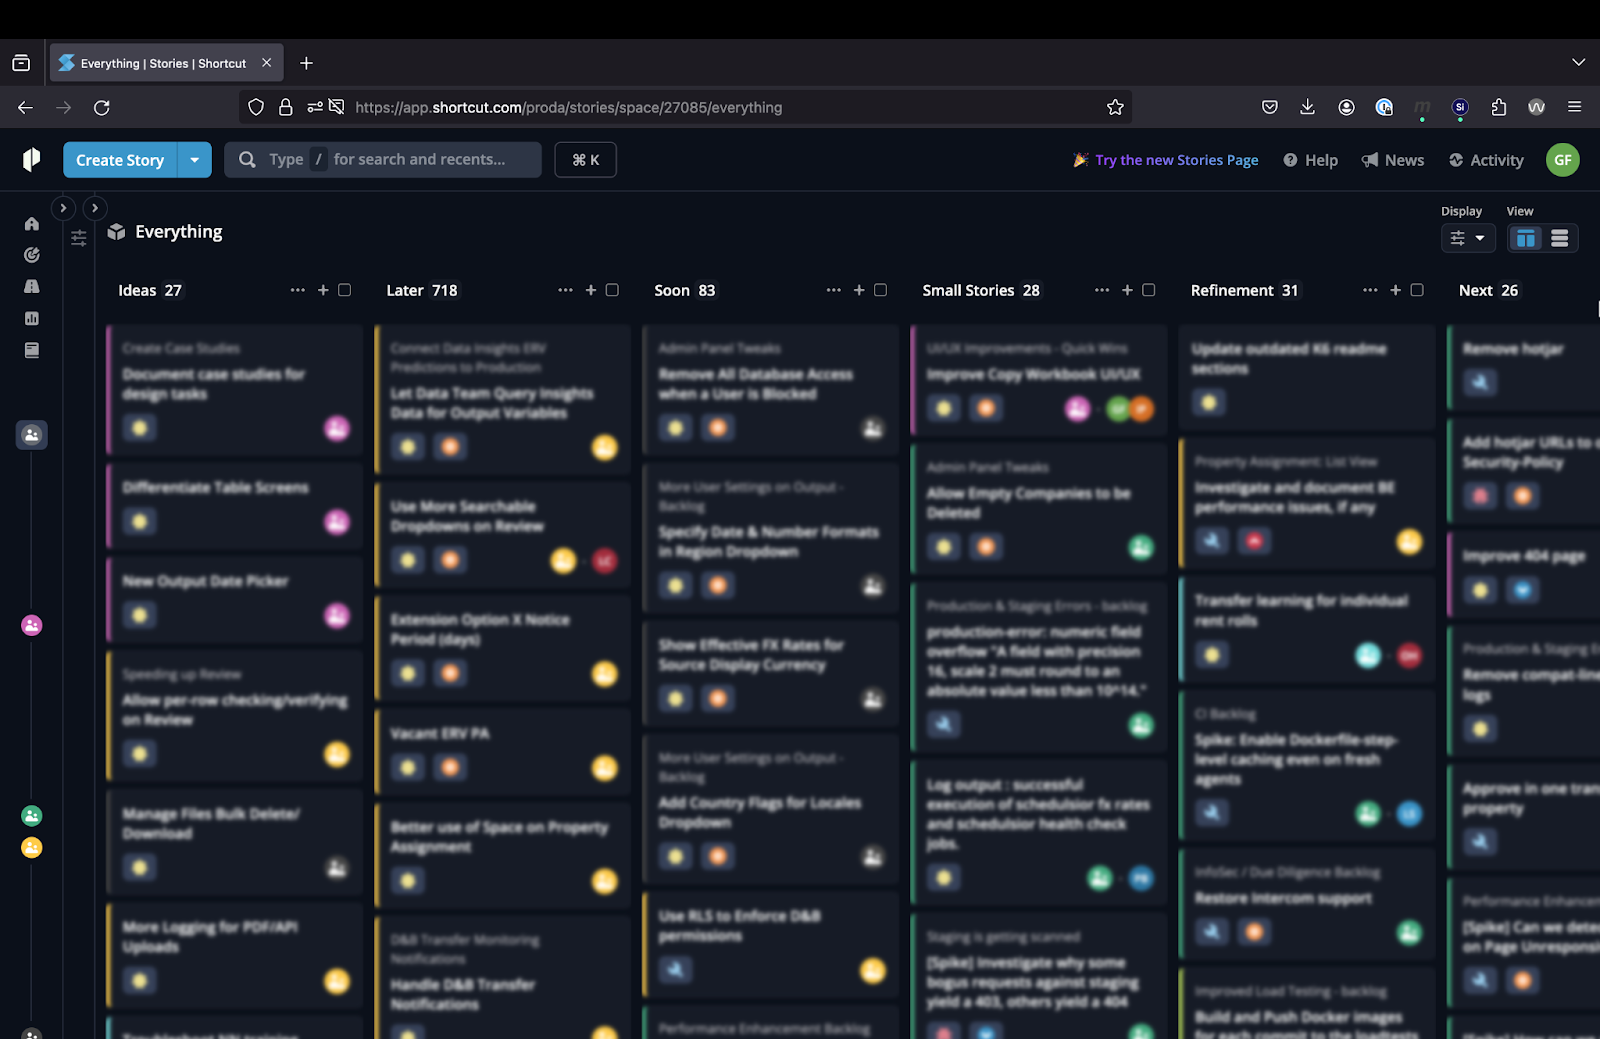 Everything | Stories | Shortcut
https://app.shortcut.com/proda/stories/space/27085/everything
Si
Create Story
Type / for search and recents...
⌘ K
Try the new Stories Page
Help
News
Activity
GF
Everything
Display
View
Ideas 27
Create Case Studies
Document case studies for
design tasks
Differentiate Table Screens
New Output Date Picker
Speeding up Review
Allow per-row checking/verifying
on Review
Manage Files Bulk Delete/
Download
More Logging for PDF/API
Uploads
Later 718
Connect Data Insights ERV
Predictions to Production
Let Data Team Query Insights
Data for Output Variables
Use More Searchable
Dropdowns on Review
LC
Extension Option X Notice
Period (days)
Vacant ERV PA
Better use of Space on Property
Assignment
D&B Transfer Monitoring
Notifications
Handle D&B Transfer
Notifications
Soon 83
Admin Panel Tweaks
Remove All Database Access
when a User is Blocked
More User Settings on Output -
Backlog
Specify Date & Number Formats
in Region Dropdown
Show Effective FX Rates for
Source Display Currency
More User Settings on Output -
Backlog
Add Country Flags for Locales
Dropdown
Use RLS to Enforce D&B
permissions
Performance Enhancement Backlog
Small Stories 28
UI/UX Improvements - Quick Wins
Improve Copy Workbook UI/UX
Admin Panel Tweaks
Allow Empty Companies to be
Deleted
Production & Staging Errors - backlog
production-error: numeric field
overflow "A field with precision
16, scale 2 must round to an
absolute value less than 10^14."
Log output : successful
execution of schedulsior fx rates
and schedulsior health check
jobs.
Staging is getting scanned
[Spike] Investigate why some
bogus requests against staging
yield a 403, others yield a 404
Refinement 31
Update outdated K6 readme
sections
Property Assignment: List View
Investigate and document BE
performance issues, if any
Transfer learning for individual
rent rolls
CI Backlog
Spike: Enable Dockerfile-step-
level caching even on fresh
agents
InfoSec / Due Diligence Backlog
Restore Intercom support
Improved Load Testing - backlog
Build and Push Docker images
for each commit to the loadtests
Next 26
Remove hotjar
Add hotjar URLs to
Security-Policy
Improve 404 page
Production & Staging
Remove compat-line
logs
Approve in one
property
Performance
[Spike] Can we
on Page